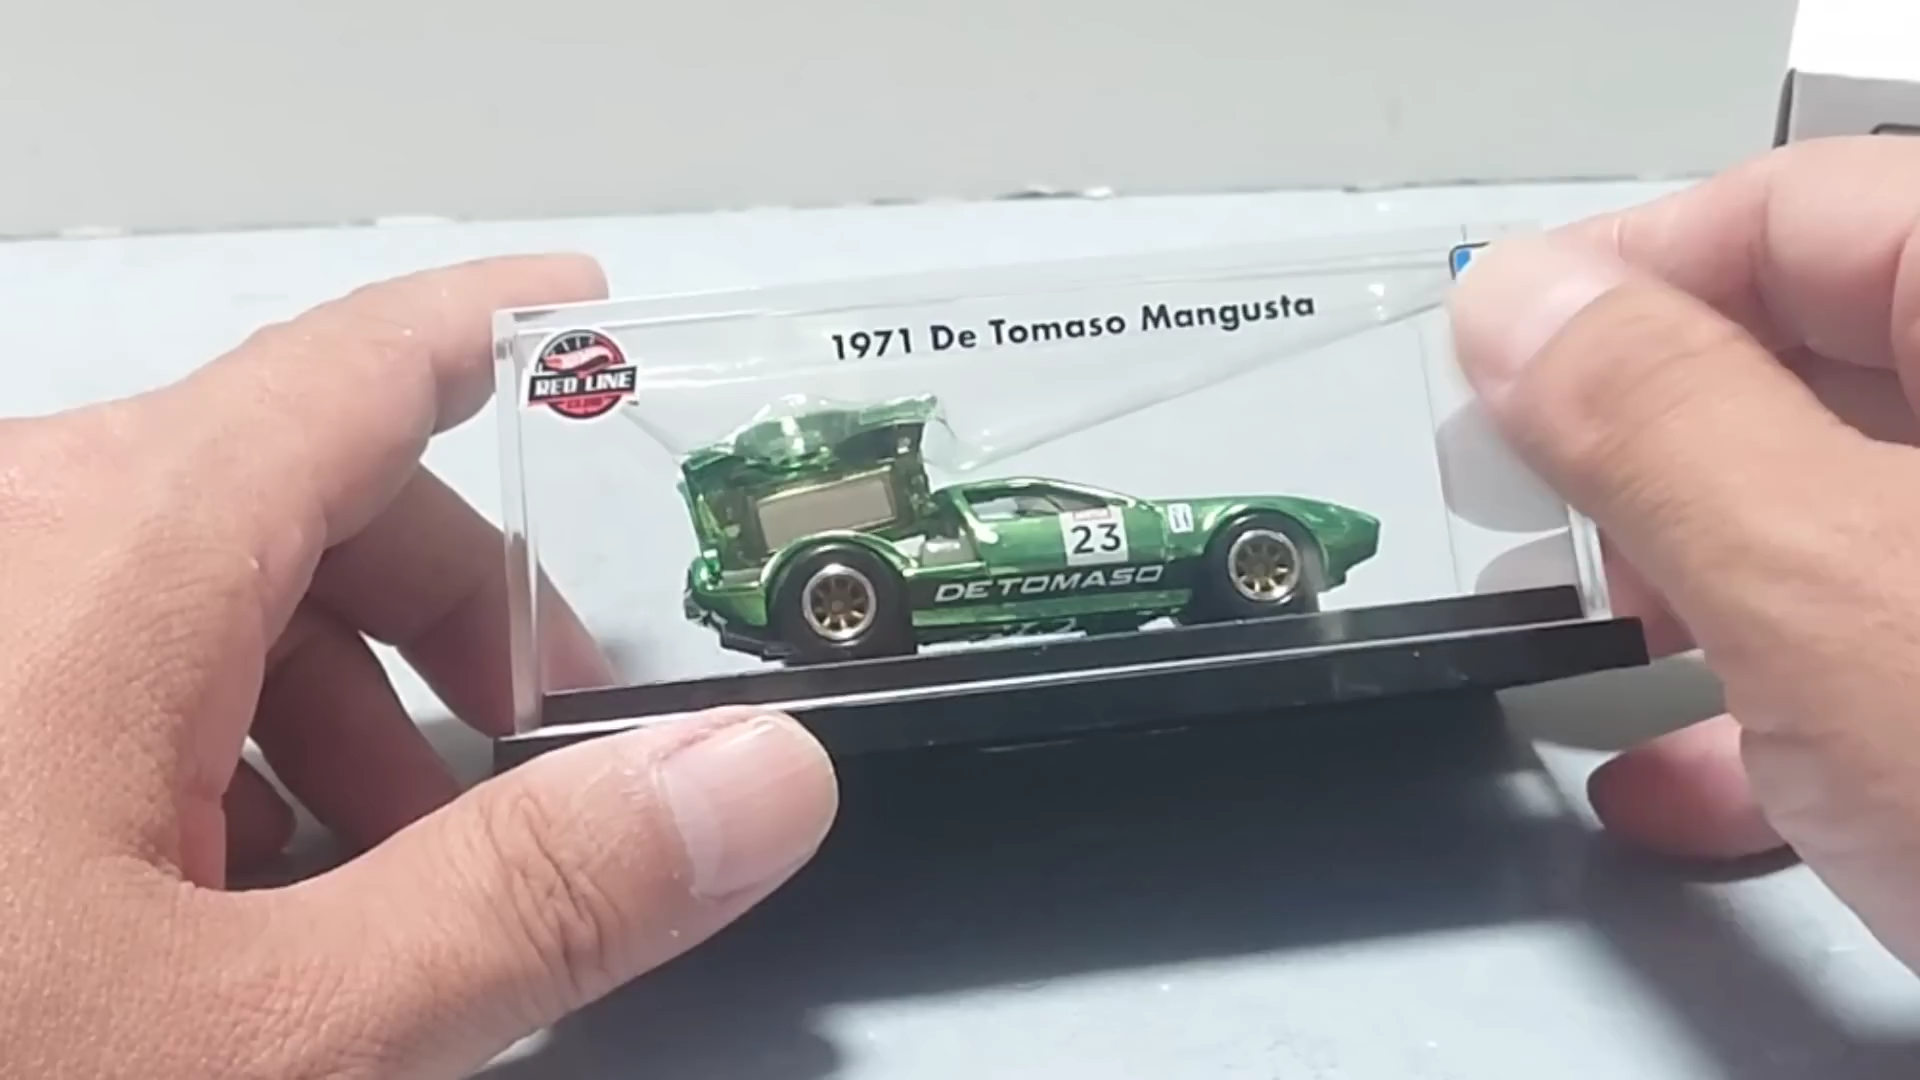 1971 De Tomaso Mangusta
RED LINE
CLUB
23
DETOMASO